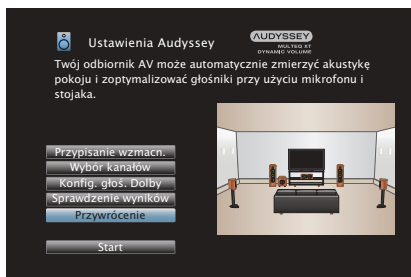 Ustawienia Audyssey
AUDYSSEY
MULTEQ XT
DYNAMIC VOLUME
Twój odbiornik AV może automatycznie zmierzyć akustykę
pokoju i zoptymalizować głośniki przy użyciu mikrofonu i
stojaka.
Przypisanie wzmacn.
Wybór kanałów
Konfig. głos. Dolby
Sprawdzenie wyników
Przywrócenie
Start